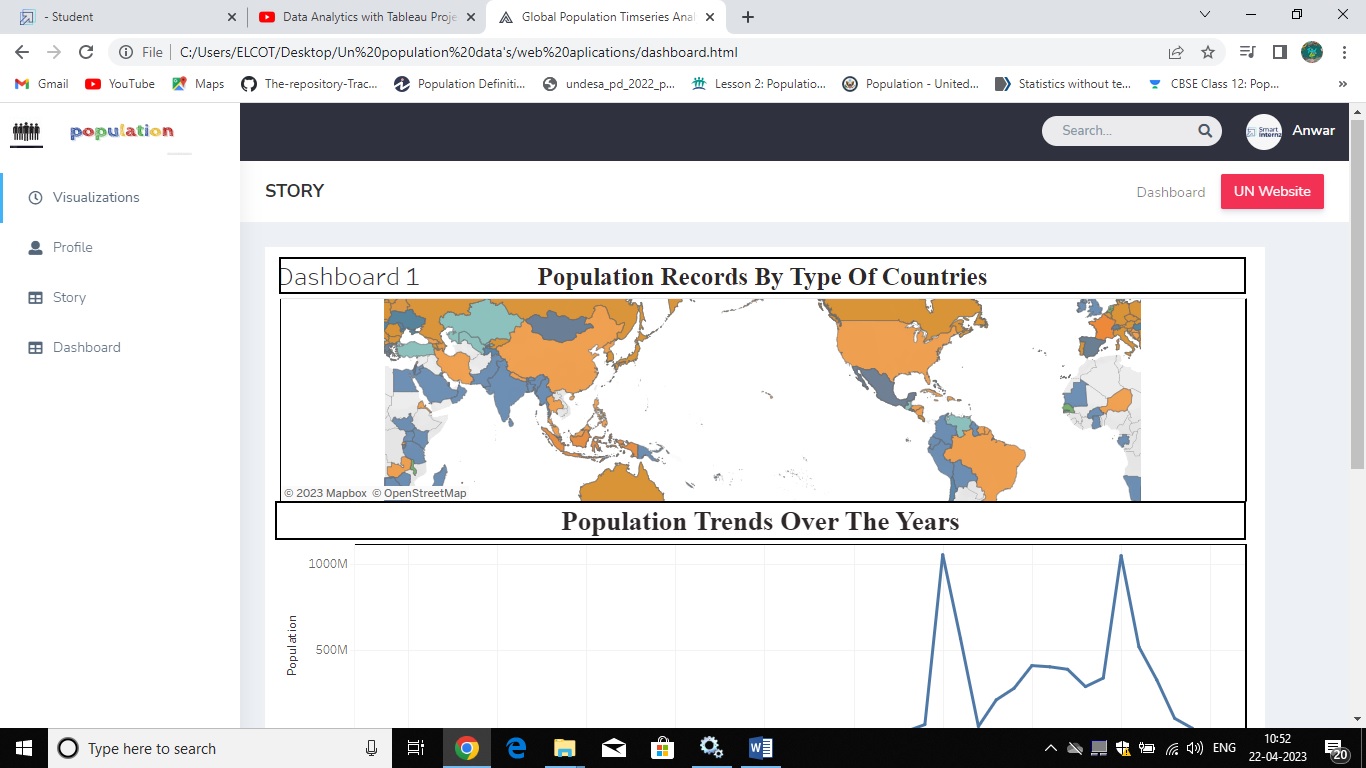 - Student
Data Analytics with Tableau Proje
Global Population Timseries Anal
File
C:/Users/ELCOT/Desktop/Un%20population%20data's/web%20aplications/dashboard.html
Gmail
YouTube
Maps
The-repository-Trac...
Population Definiti...
undesa_pd_2022_p...
Lesson 2: Populatio...
Population - United...
Statistics without te...
CBSE Class 12: Pop...
»
population
Search...
Smart
Internz
Anwar
Visualizations
Profile
Story
Dashboard
STORY
Dashboard
UN Website
Dashboard 1
Population Records By Type Of Countries
© 2023 Mapbox © OpenStreetMap
Population Trends Over The Years
1000M
500M
Population
Type here to search
ENG
10:52
22-04-2023
20